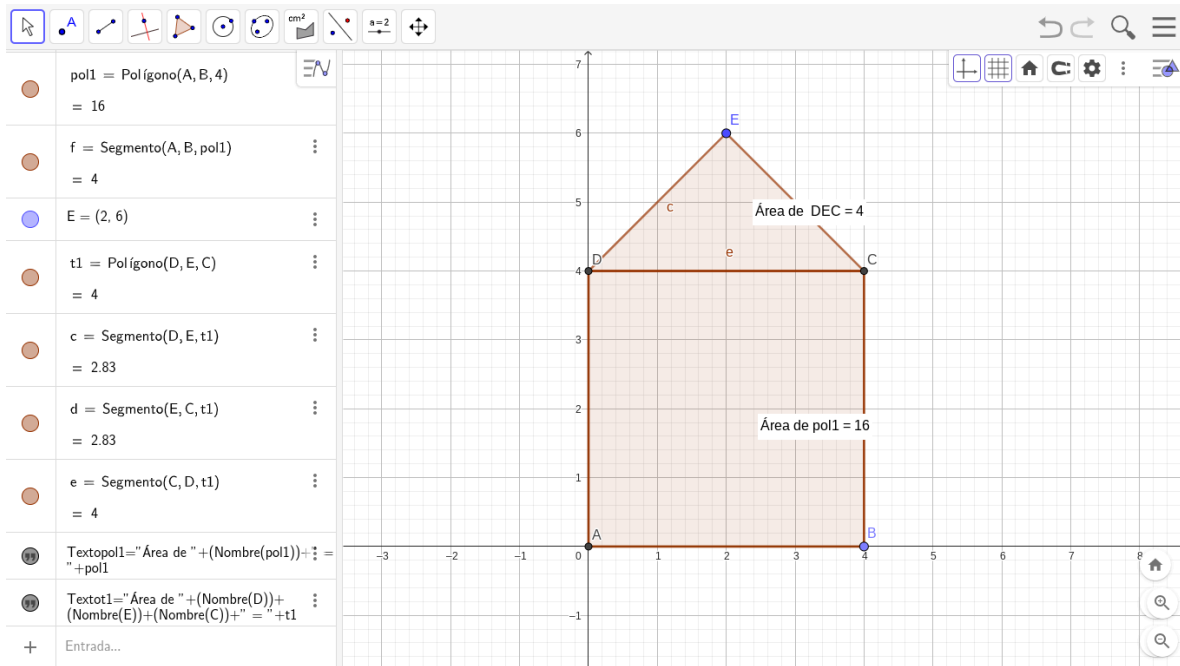 A
cm²
a=2
pol1 = Polígono(A, B, 4)
= 16
f = Segmento(A, B, pol1)
= 4
E = (2, 6)
t1 = Polígono(D, E, C)
= 4
c = Segmento(D, E, t1)
= 2.83
d = Segmento(E, C, t1)
= 2.83
e = Segmento(C, D, t1)
= 4
Textopol1="Área de "+(Nombre(pol1))+" =
"+pol1
Textot1="Área de "+(Nombre(D))+
(Nombre(E))+(Nombre(C))+" = "+t1
+ Entrada...
7
E
6
5
c
Área de DEC = 4
e
D
C
4
3
2
Área de pol1 = 16
1
A
B
–3 –2 –1 0 1 2 3 4 5 6 7 8
–1